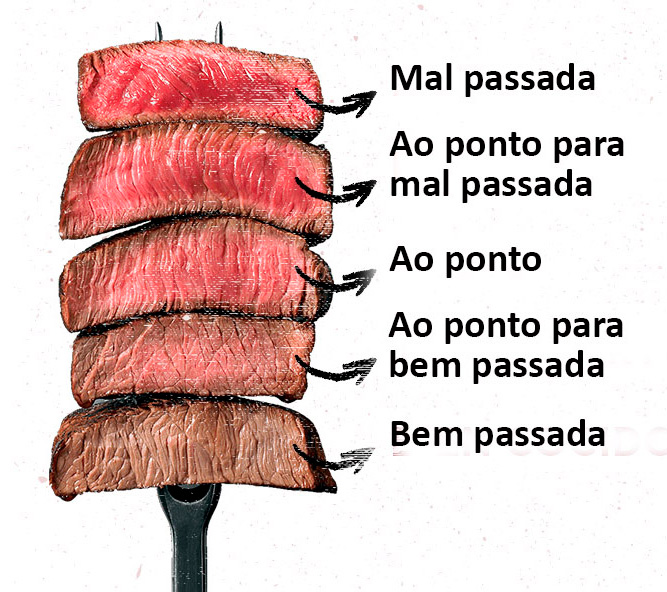 Mal passada
Ao ponto para
mal passada
Ao ponto
Ao ponto para
bem passada
Bem passada